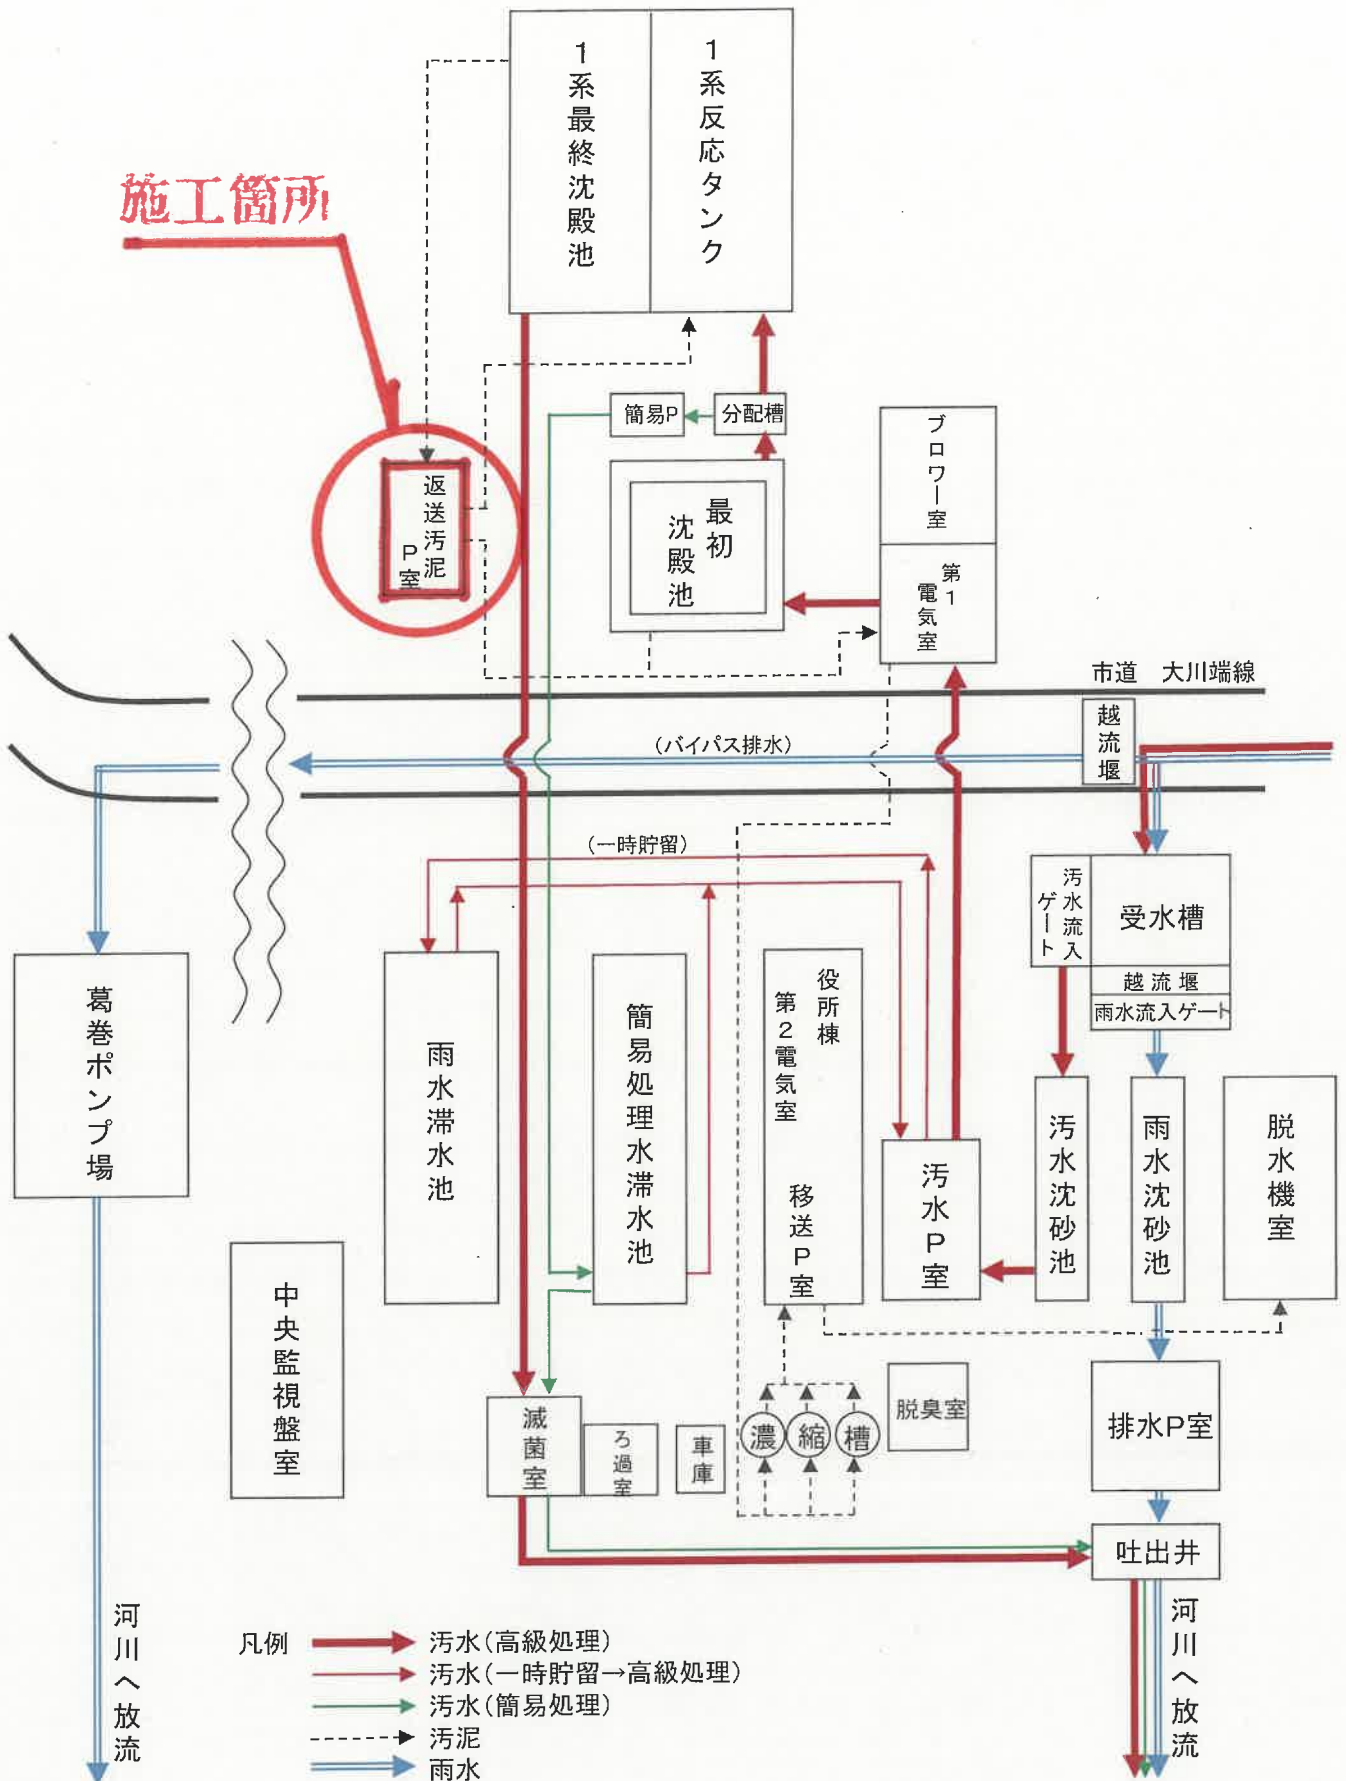 1系最終沈殿池
1系反応タンク
施工箇所
簡易P
分配槽
ブロワー室
返送汚泥
P室
最初
沈殿池
第1
電気室
市道 大川端線
越流堰
(バイパス排水)
(一時貯留)
汚水流入
ゲート
受水槽
越流堰
雨水流入ゲート
葛巻ポンプ場
雨水滞水池
簡易処理水滞水池
役所棟
第2電気室
移送P室
汚水P室
汚水沈砂池
雨水沈砂池
脱水機室
中央監視盤室
滅菌室
ろ過室
車庫
濃縮槽
脱臭室
排水P室
吐出井
河川へ放流
河川へ放流
凡例
汚水(高級処理)
汚水(一時貯留→高級処理)
汚水(簡易処理)
汚泥
雨水